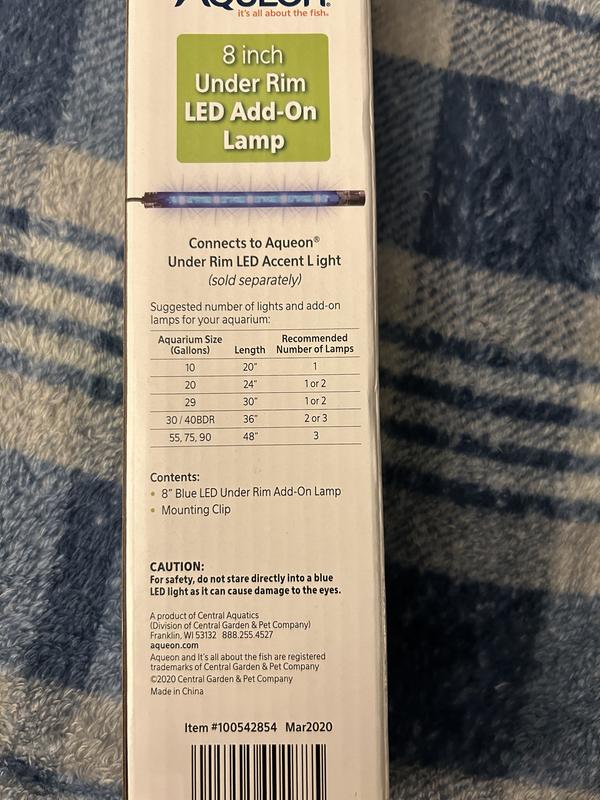 AQUEON®
it's all about the fish®
8 inch
Under Rim
LED Add-On
Lamp
Connects to Aqueon®
Under Rim LED Accent Light
(sold separately)
Suggested number of lights and add-on
lamps for your aquarium:
Aquarium Size (Gallons) Length Recommended Number of Lamps
10 20" 1
20 24" 1 or 2
29 30" 1 or 2
30 / 40BDR 36" 2 or 3
55, 75, 90 48" 3
Contents:
• 8" Blue LED Under Rim Add-On Lamp
• Mounting Clip
CAUTION:
For safety, do not stare directly into a blue
LED light as it can cause damage to the eyes.
A product of Central Aquatics
(Division of Central Garden & Pet Company)
Franklin, WI 53132 888.255.4527
aqueon.com
Aqueon and It's all about the fish are registered
trademarks of Central Garden & Pet Company
©2020 Central Garden & Pet Company
Made in China
Item #100542854 Mar2020